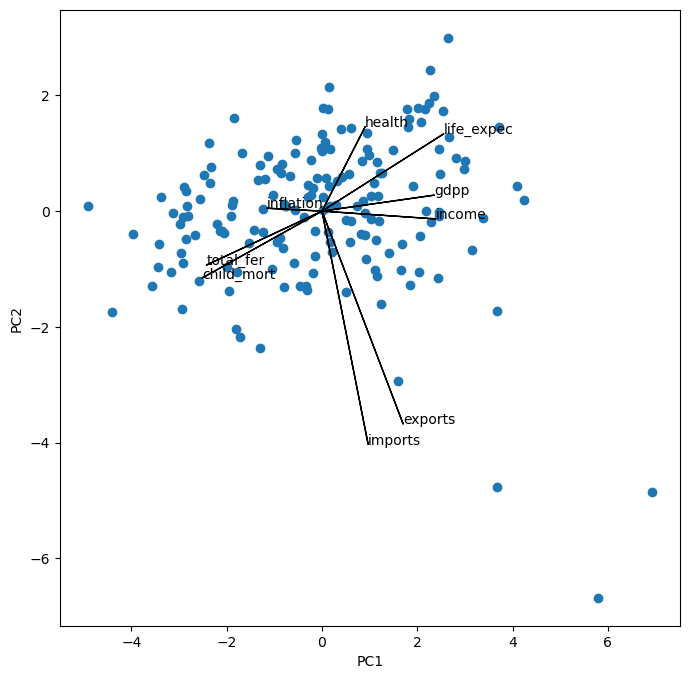 2
0
−2
−4
−6
PC2
health
life_expec
gdpp
inflation
income
total_fer
child_mort
exports
imports
−4
−2
0
2
4
6
PC1